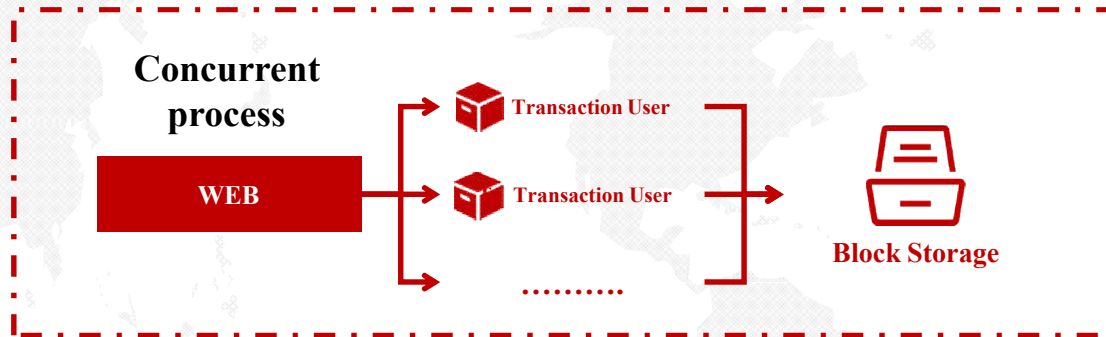 Concurrent
process
WEB
Transaction User
Transaction User
..........
Block Storage